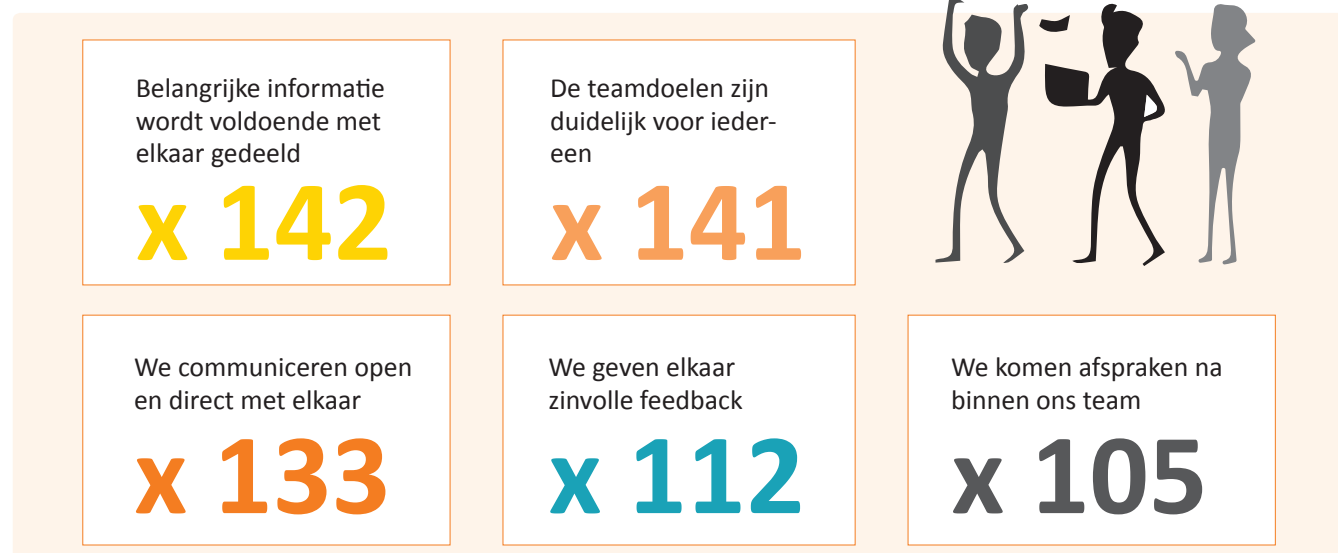 Belangrijke informatie
wordt voldoende met
elkaar gedeeld
x 142
De teamdoelen zijn
duidelijk voor ieder-
een
x 141
We communiceren open
en direct met elkaar
x 133
We geven elkaar
zinvolle feedback
x 112
We komen afspraken na
binnen ons team
x 105